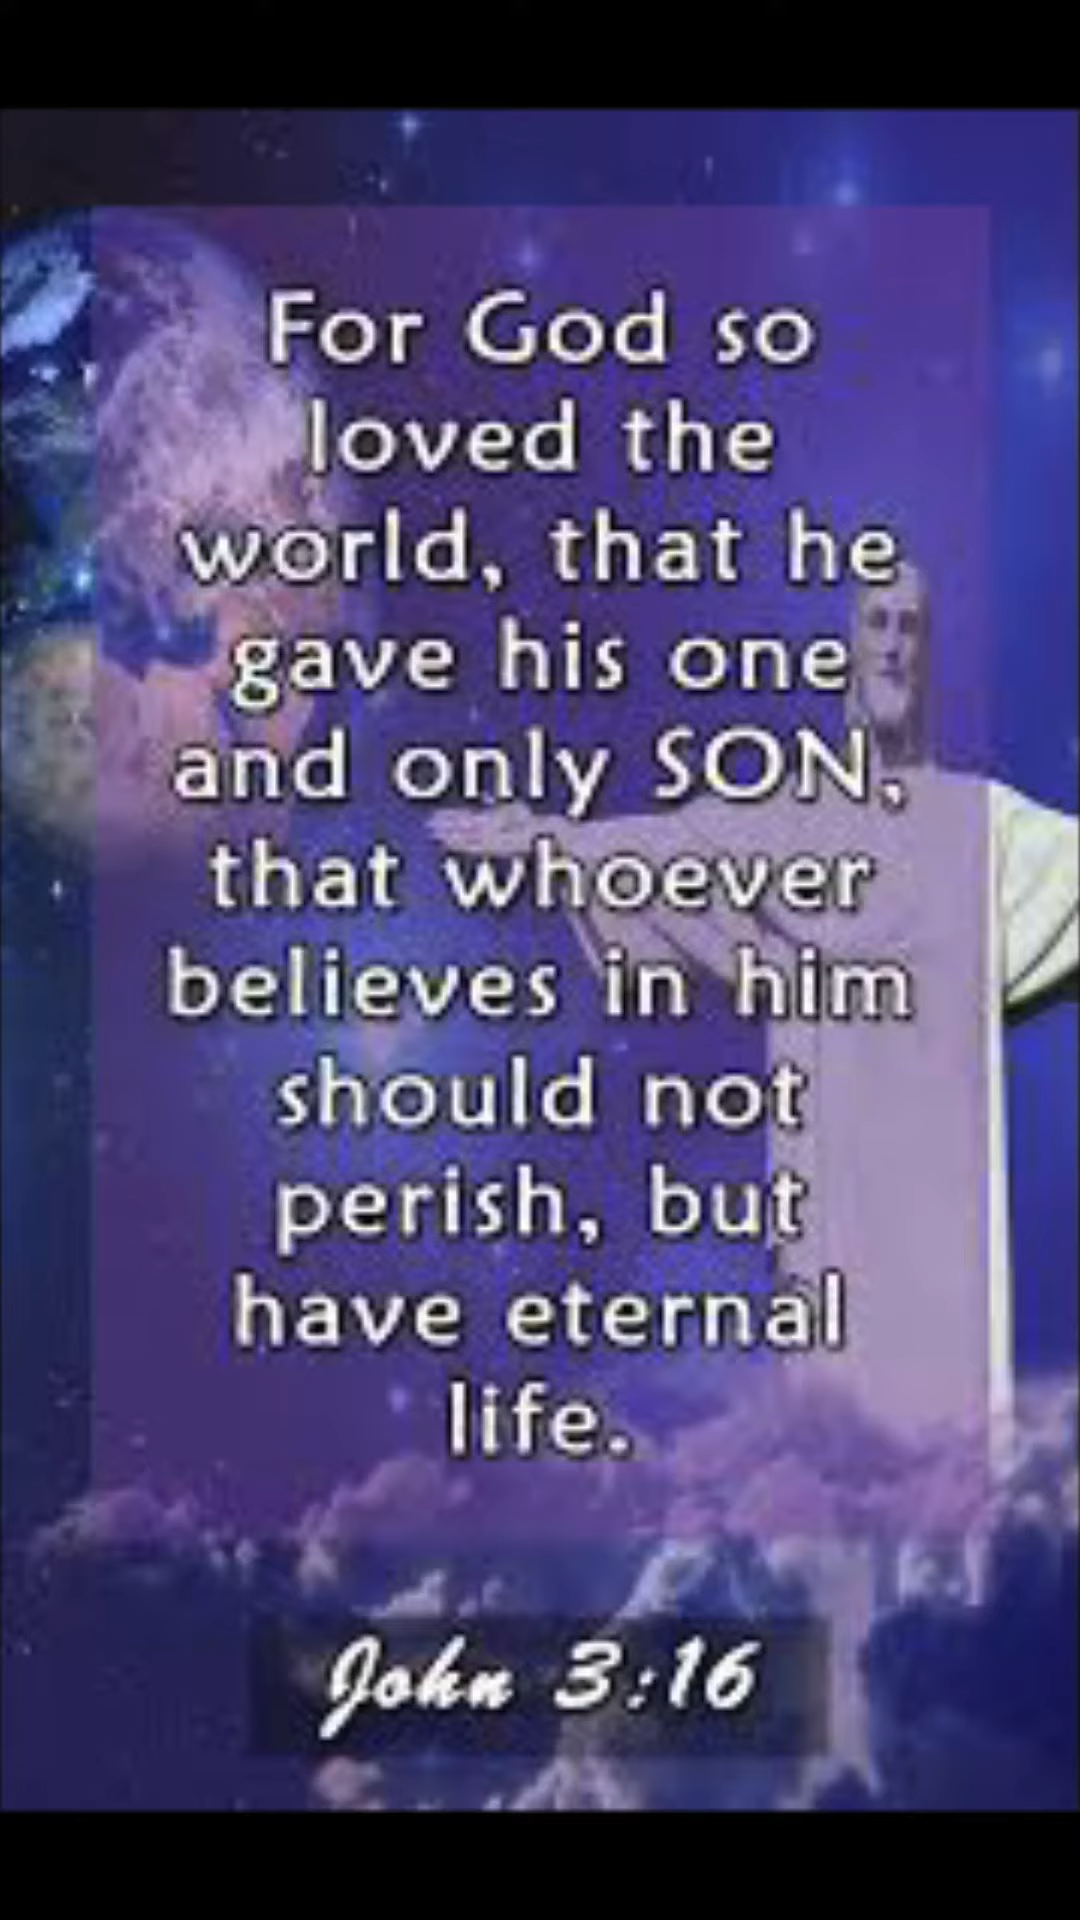 For God so
loved the
world, that he
gave his one
and only SON,
that whoever
believes in him
should not
perish, but
have eternal
life.
John 3:16